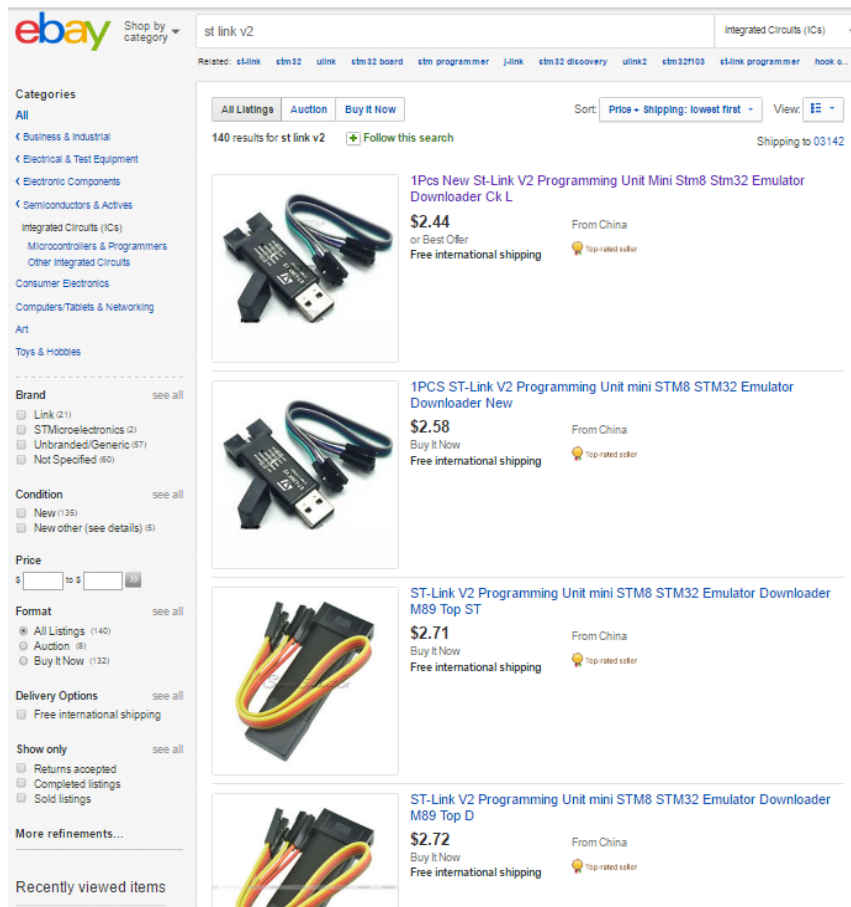 ebay
Shop by
category
st link v2
Integrated Circuits (ICs)
Related: st-link stm32 ulink stm32 board stm programmer j-link stm32 discovery ulink2 stm32f103 st-link programmer hook o...
Categories
All
Business & Industrial
Electrical & Test Equipment
Electronic Components
Semiconductors & Actives
Integrated Circuits (ICs)
Microcontrollers & Programmers
Other Integrated Circuits
Consumer Electronics
Computers/Tablets & Networking
Art
Toys & Hobbies
Brand see all
Link (21)
STMicroelectronics (2)
Unbranded/Generic (57)
Not Specified (60)
Condition see all
New (135)
New other (see details) (5)
Price
$ to $
Format see all
All Listings (140)
Auction (8)
Buy It Now (132)
Delivery Options see all
Free international shipping
Show only see all
Returns accepted
Completed listings
Sold listings
More refinements...
Recently viewed items
All Listings Auction Buy It Now
Sort: Price + Shipping: lowest first View:
140 results for st link v2 Follow this search
Shipping to 03142
1Pcs New St-Link V2 Programming Unit Mini Stm8 Stm32 Emulator
Downloader Ck L
$2.44 From China
or Best Offer Top-rated seller
Free international shipping
1PCS ST-Link V2 Programming Unit mini STM8 STM32 Emulator
Downloader New
$2.58 From China
Buy It Now Top-rated seller
Free international shipping
ST-Link V2 Programming Unit mini STM8 STM32 Emulator Downloader
M89 Top ST
$2.71 From China
Buy It Now Top-rated seller
Free international shipping
ST-Link V2 Programming Unit mini STM8 STM32 Emulator Downloader
M89 Top D
$2.72 From China
Buy It Now Top-rated seller
Free international shipping